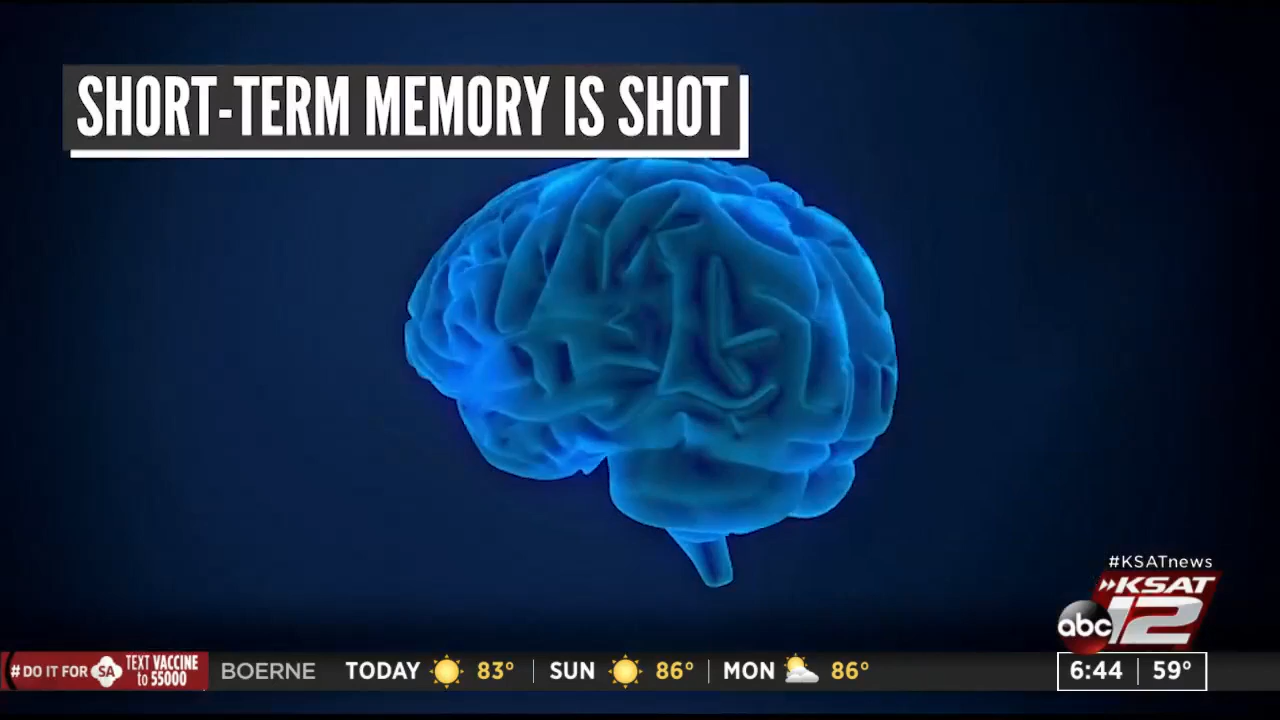 SHORT-TERM MEMORY IS SHOT
#KSATnews
KSAT
abc 12
#DO IT FOR SA TEXT VACCINE to 55000 BOERNE TODAY 83° SUN 86° MON 86° 6:44 59°